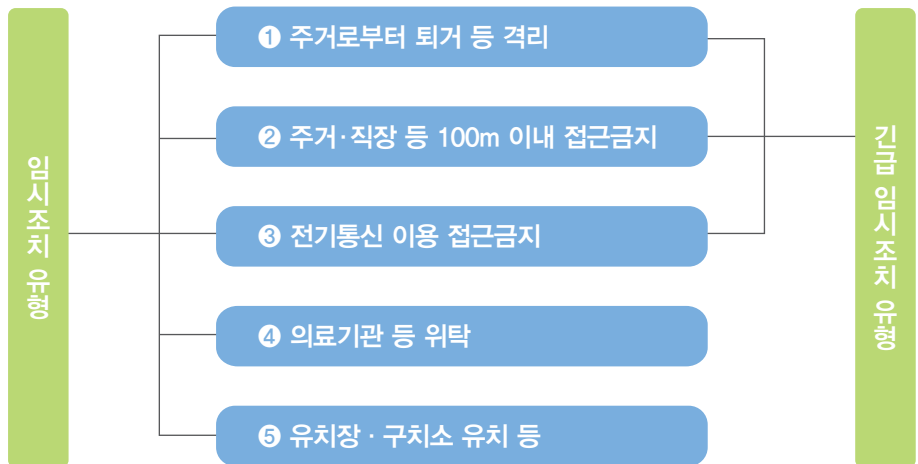 임시조치 유형
❶ 주거로부터 퇴거 등 격리
❷ 주거·직장 등 100m 이내 접근금지
❸ 전기통신 이용 접근금지
❹ 의료기관 등 위탁
❺ 유치장·구치소 유치 등
긴급 임시조치 유형